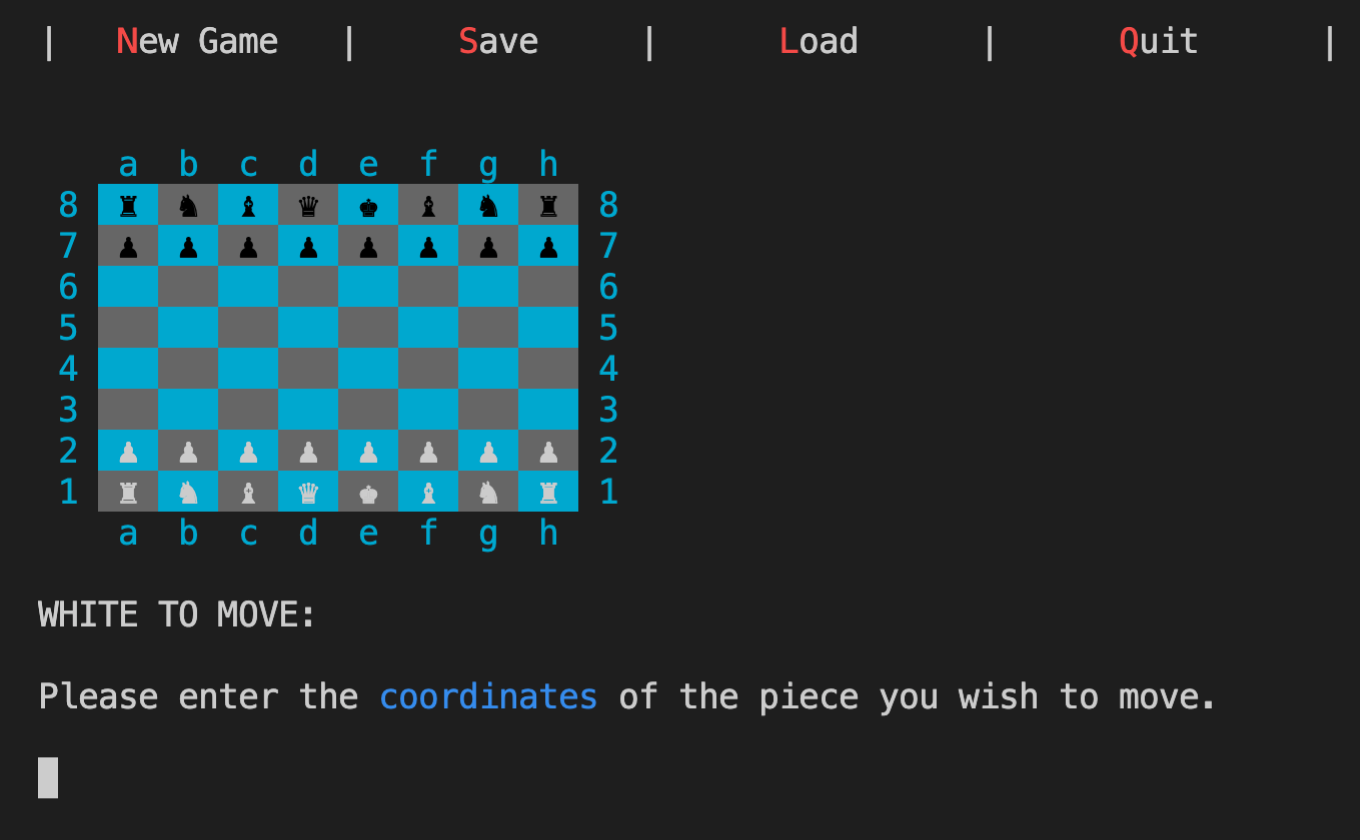 | New Game | Save | Load | Quit |
a b c d e f g h
8 ♜ ♞ ♝ ♛ ♚ ♝ ♞ ♜ 8
7 ♟ ♟ ♟ ♟ ♟ ♟ ♟ ♟ 7
6 6
5 5
4 4
3 3
2 ♟ ♟ ♟ ♟ ♟ ♟ ♟ ♟ 2
1 ♜ ♞ ♝ ♛ ♚ ♝ ♞ ♜ 1
a b c d e f g h
WHITE TO MOVE:
Please enter the coordinates of the piece you wish to move.